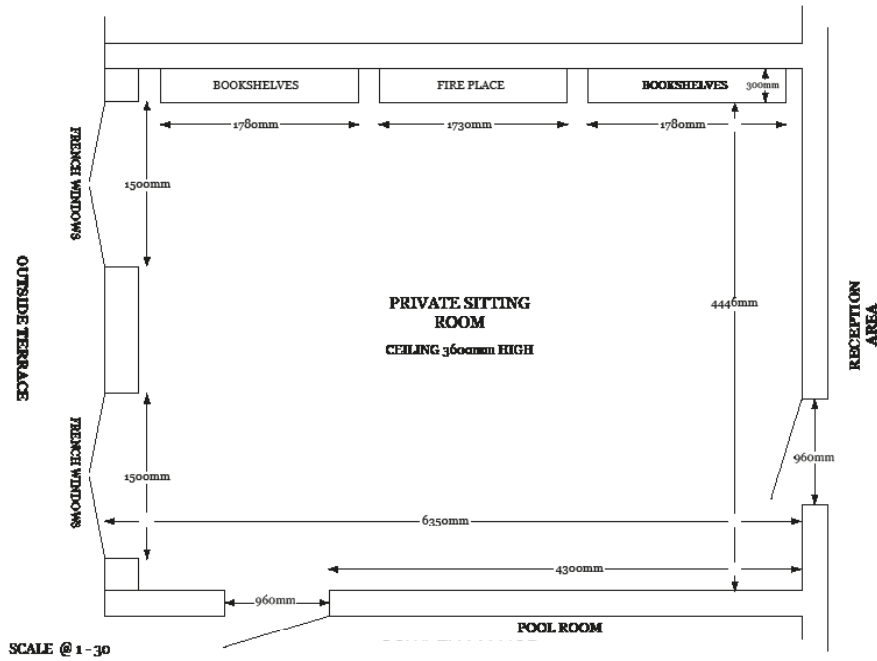 BOOKSHELVES
FIRE PLACE
BOOKSHELVES
300mm
1780mm
1730mm
1780mm
FRENCH WINDOWS
1500mm
OUTSIDE TERRACE
PRIVATE SITTING
ROOM
CEILING 3600mm HIGH
4446mm
RECEPTION
AREA
FRENCH WINDOWS
1500mm
960mm
6350mm
4300mm
960mm
POOL ROOM
SCALE @ 1 - 30